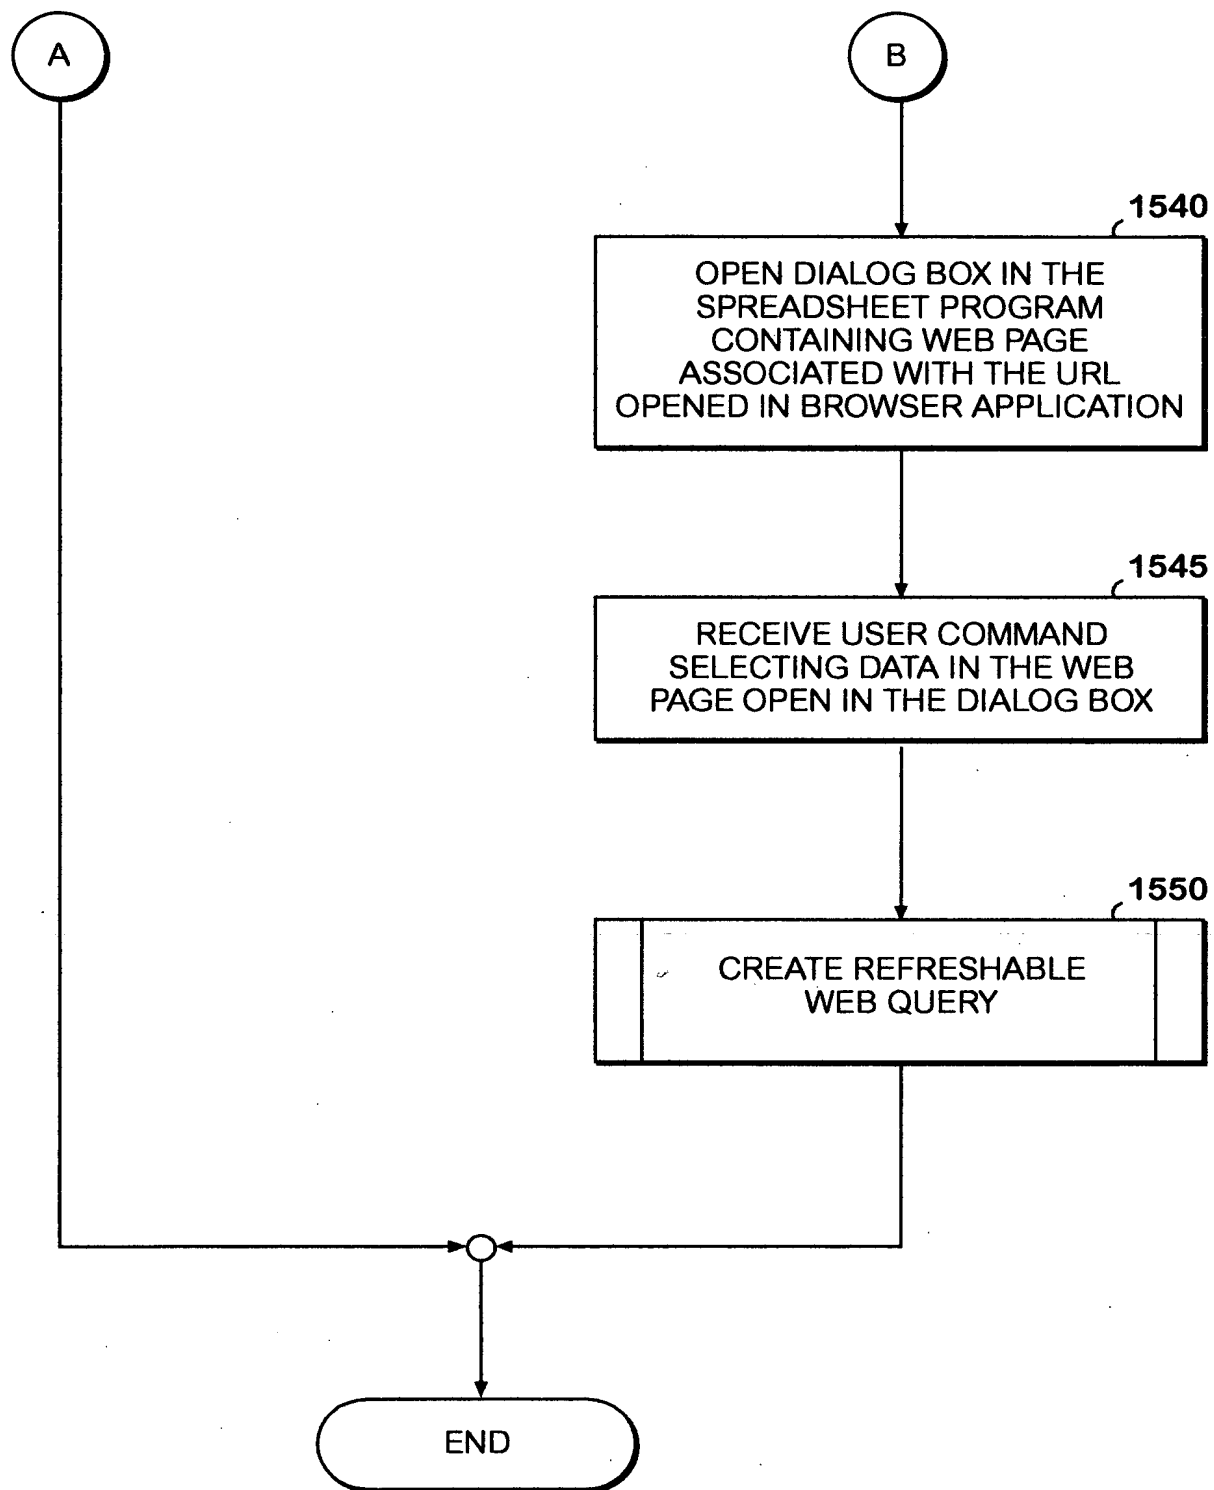 A
B
1540
OPEN DIALOG BOX IN THE
SPREADSHEET PROGRAM
CONTAINING WEB PAGE
ASSOCIATED WITH THE URL
OPENED IN BROWSER APPLICATION
1545
RECEIVE USER COMMAND
SELECTING DATA IN THE WEB
PAGE OPEN IN THE DIALOG BOX
1550
CREATE REFRESHABLE
WEB QUERY
END